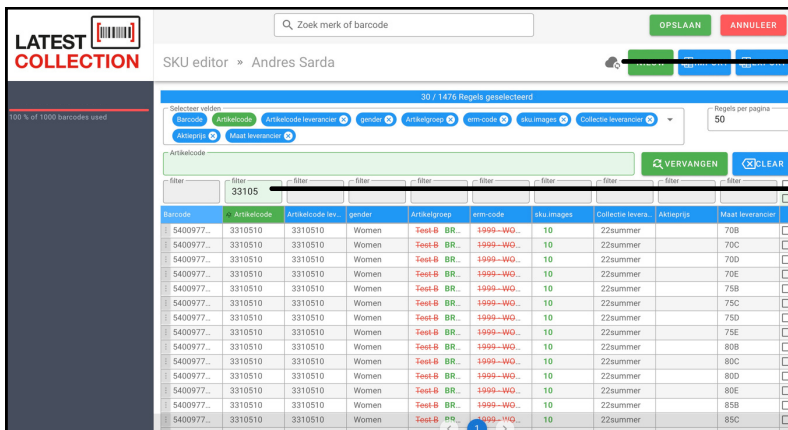 LATEST
COLLECTION
Zoek merk of barcode
OPSLAAN
ANNULEER
SKU editor » Andres Sarda
100 % of 1000 barcodes used
30 / 1476 Regels geselecteerd
Selecteer velden
Barcode Artikelcode Artikelcode leverancier gender Artikelgroep erm-code sku.images Collectie leverancier
Aktieprijs Maat leverancier
Regels per pagina
50
Artikelcode
VERVANGEN
CLEAR
filter filter filter filter filter filter filter filter filter filter
33105
Barcode Artikelcode Artikelcode lev... gender Artikelgroep erm-code sku.images Collectie levera... Aktieprijs Maat leverancier
5400977... 3310510 3310510 Women Test B BR... 1999 - WO... 10 22summer 70B
5400977... 3310510 3310510 Women Test B BR... 1999 - WO... 10 22summer 70C
5400977... 3310510 3310510 Women Test B BR... 1999 - WO... 10 22summer 70D
5400977... 3310510 3310510 Women Test B BR... 1999 - WO... 10 22summer 70E
5400977... 3310510 3310510 Women Test B BR... 1999 - WO... 10 22summer 75B
5400977... 3310510 3310510 Women Test B BR... 1999 - WO... 10 22summer 75C
5400977... 3310510 3310510 Women Test B BR... 1999 - WO... 10 22summer 75D
5400977... 3310510 3310510 Women Test B BR... 1999 - WO... 10 22summer 75E
5400977... 3310510 3310510 Women Test B BR... 1999 - WO... 10 22summer 80B
5400977... 3310510 3310510 Women Test B BR... 1999 - WO... 10 22summer 80C
5400977... 3310510 3310510 Women Test B BR... 1999 - WO... 10 22summer 80D
5400977... 3310510 3310510 Women Test B BR... 1999 - WO... 10 22summer 80E
5400977... 3310510 3310510 Women Test B BR... 1999 - WO... 10 22summer 85B
5400977... 3310510 3310510 Women Test B BR... 1999 - WO... 10 22summer 85C
1